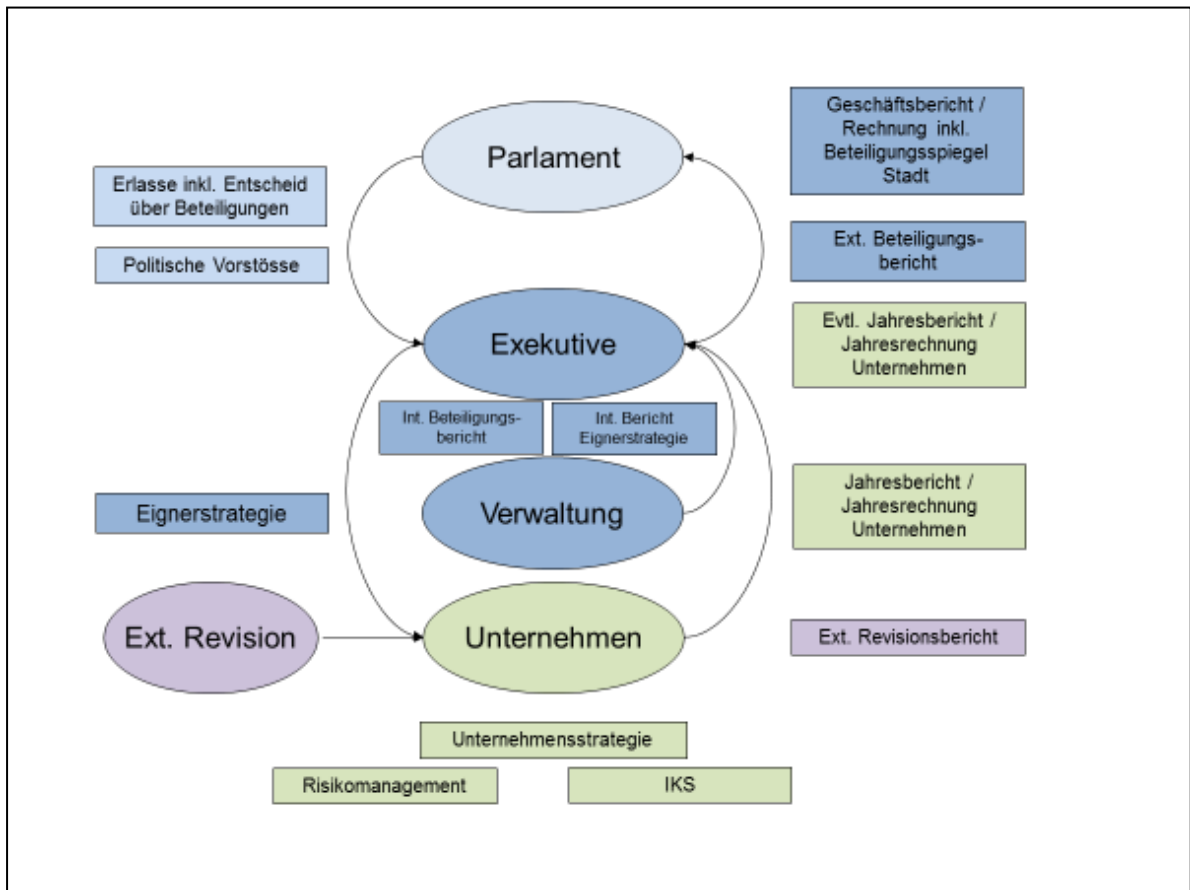 Parlament
Geschäftsbericht /
Rechnung inkl.
Beteiligungsspiegel
Stadt
Erlasse inkl. Entscheid
über Beteiligungen
Politische Vorstösse
Ext. Beteiligungs-
bericht
Exekutive
Evtl. Jahresbericht /
Jahresrechnung
Unternehmen
Int. Beteiligungs-
bericht
Int. Bericht
Eignerstrategie
Eignerstrategie
Verwaltung
Jahresbericht /
Jahresrechnung
Unternehmen
Ext. Revision
Unternehmen
Ext. Revisionsbericht
Unternehmensstrategie
Risikomanagement
IKS